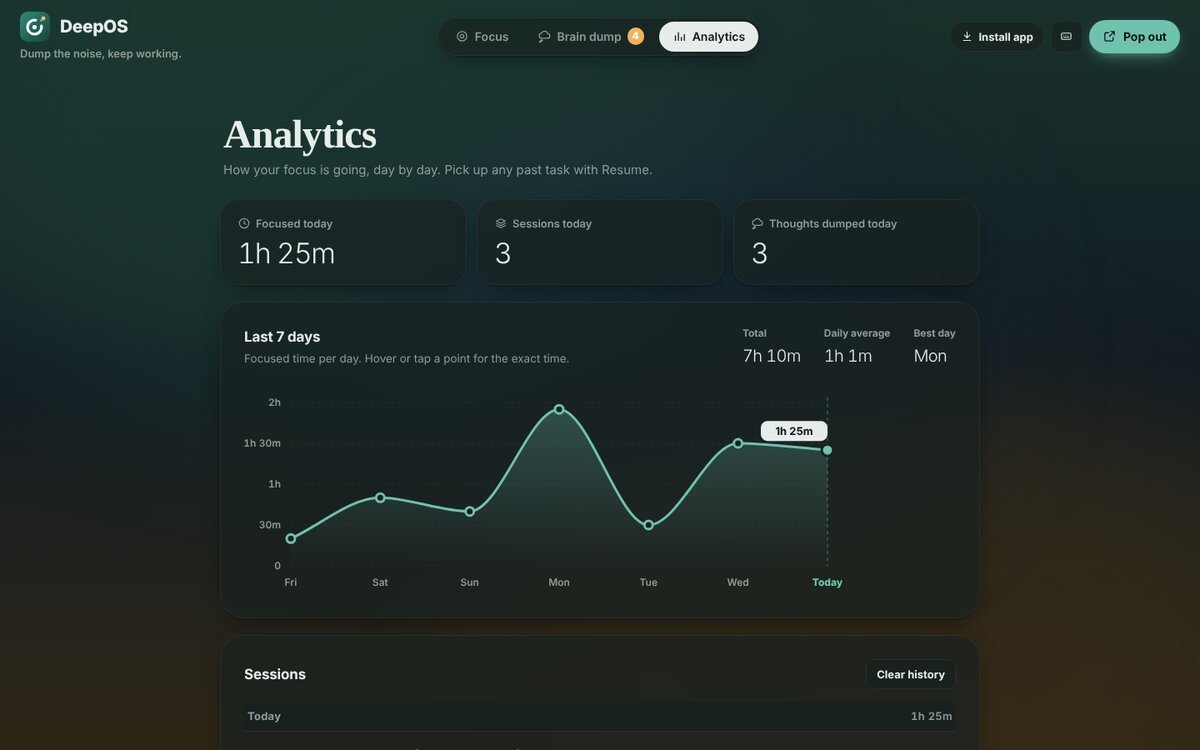 DeepOS
Dump the noise, keep working.
Focus
Brain dump 4
Analytics
Install app
Pop out
Analytics
How your focus is going, day by day. Pick up any past task with Resume.
Focused today
1h 25m
Sessions today
3
Thoughts dumped today
3
Last 7 days
Focused time per day. Hover or tap a point for the exact time.
Total
7h 10m
Daily average
1h 1m
Best day
Mon
2h
1h 30m
1h
30m
0
1h 25m
Fri
Sat
Sun
Mon
Tue
Wed
Today
Sessions
Clear history
Today
1h 25m